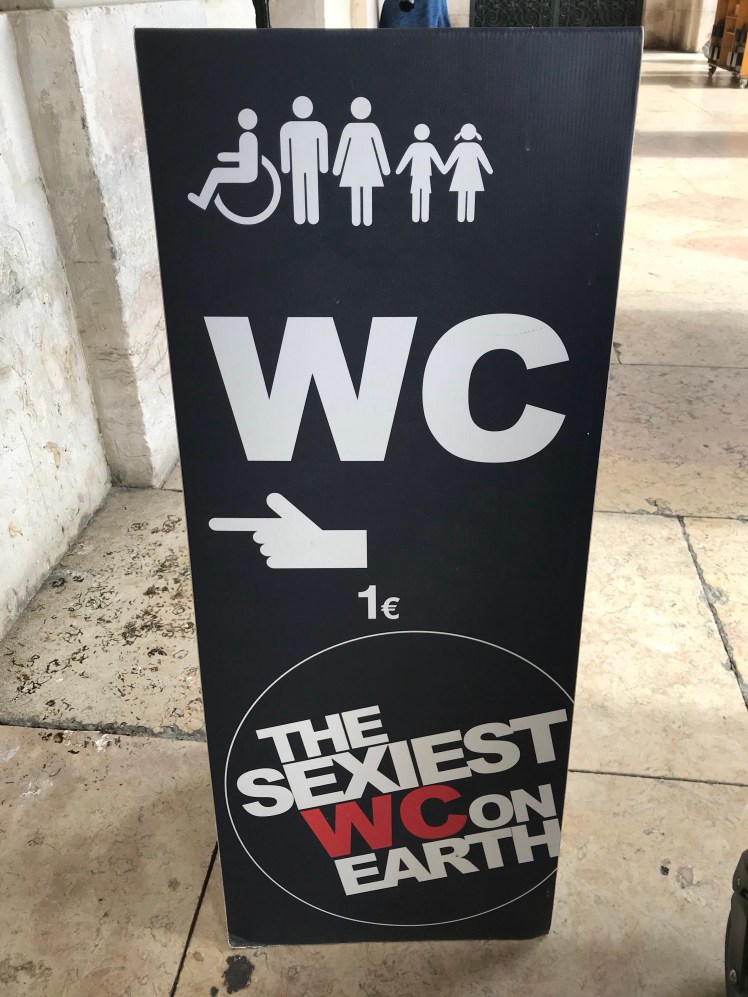 WC
1€
THE
SEXIEST
WC ON
EARTH